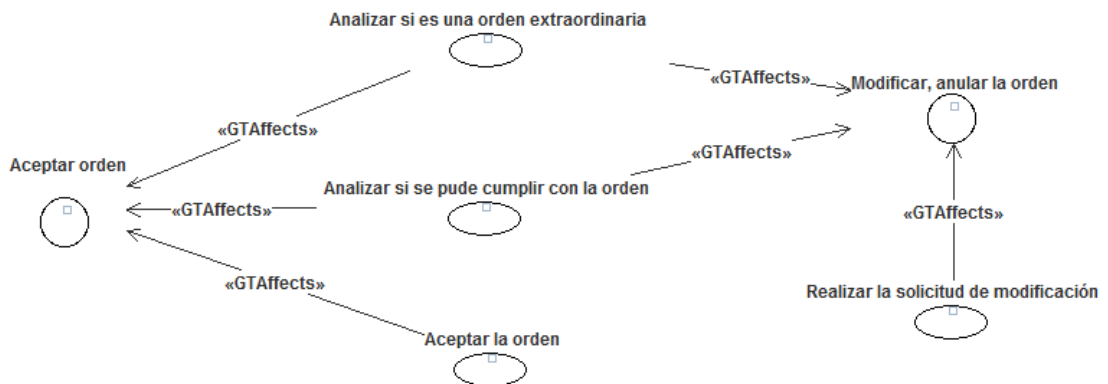 Analizar si es una orden extraordinaria
«GTAffects»
Modificar, anular la orden
«GTAffects»
«GTAffects»
Aceptar orden
Analizar si se pude cumplir con la orden
«GTAffects»
«GTAffects»
«GTAffects»
Realizar la solicitud de modificación
Aceptar la orden